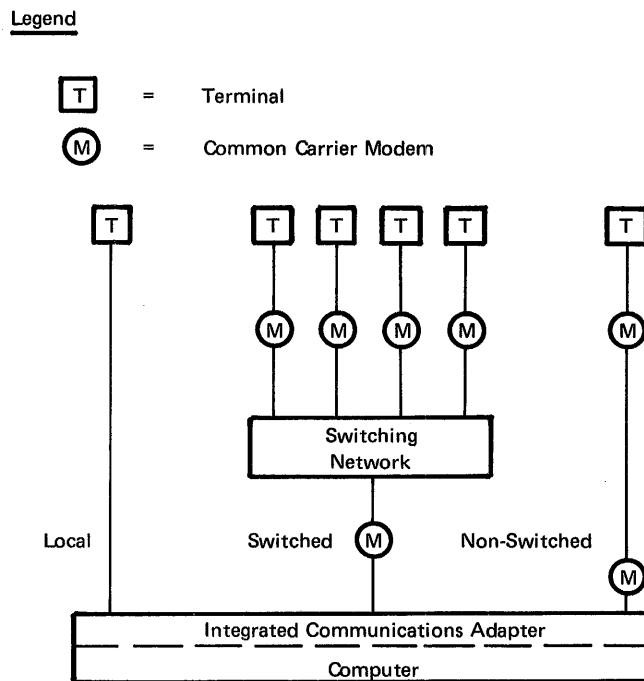 Legend
T = Terminal
M = Common Carrier Modem
T T T T T T
M M M M M
Switching
Network
Local Switched M Non-Switched
M
Integrated Communications Adapter
Computer